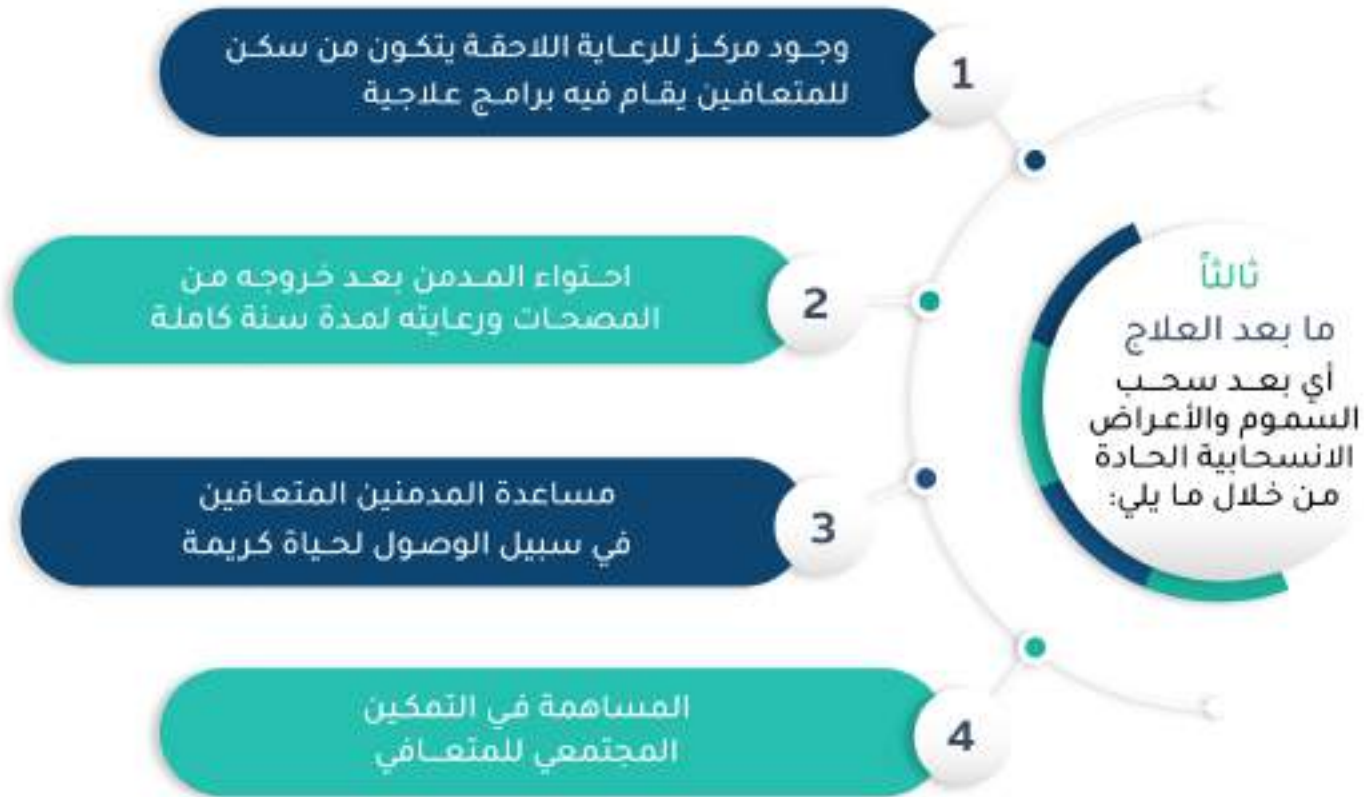 ثالثاً
ما بعد العلاج
أي بعد سحب
السموم والأعراض
الانسحابية الحادة
من خلال ما يلي:
1
وجود مركز للرعاية اللاحقة يتكون من سكن
للمتعافين يقام فيه برامج علاجية
2
احتواء المدمن بعد خروجه من
المصحات ورعايته لمدة سنة كاملة
3
مساعدة المدمنين المتعافين
في سبيل الوصول لحياة كريمة
4
المساهمة في التمكين
المجتمعي للمتعافي